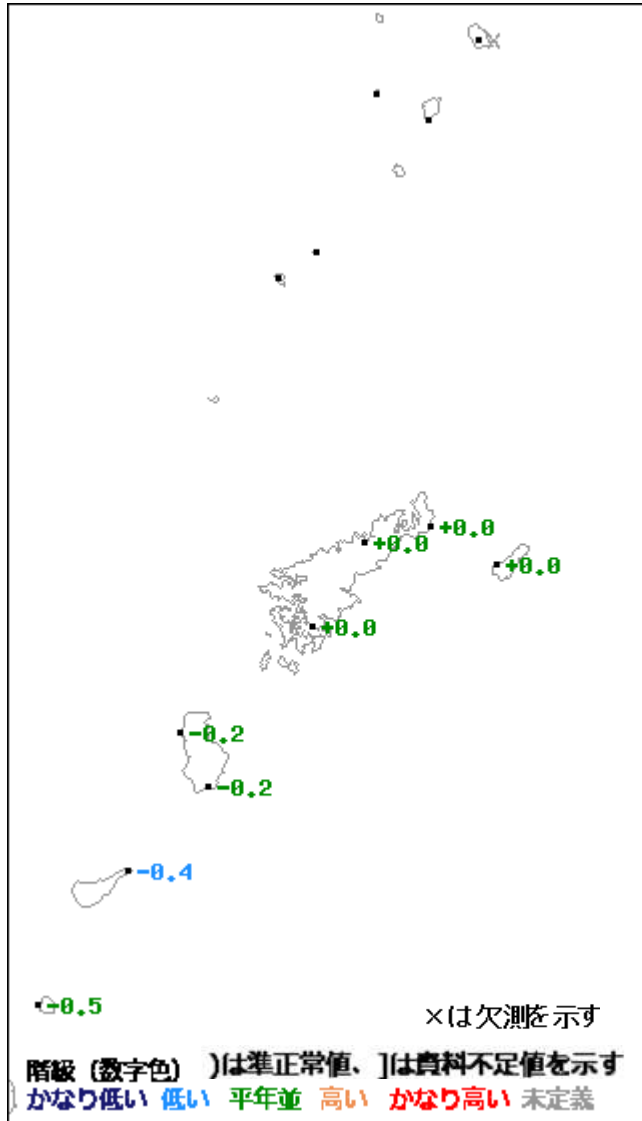 +0.0
+0.0
+0.0
+0.0
-0.2
-0.2
-0.4
-0.5
×は欠測を示す
階級（数字色） )は準正常値、]は資料不足値を示す
かなり低い 低い 平年並 高い かなり高い 未定義